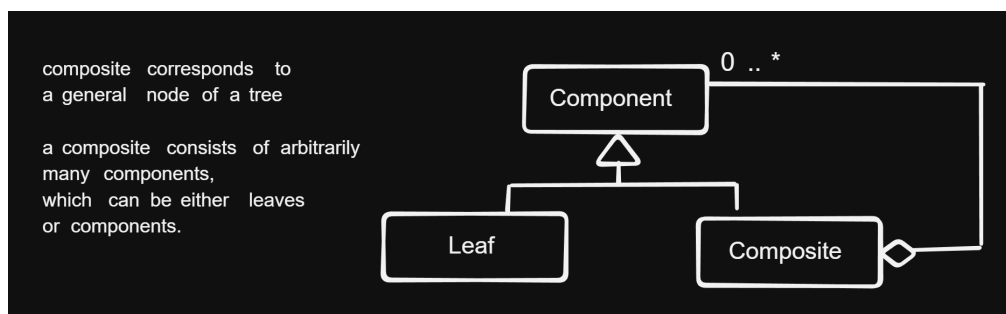 composite corresponds to
a general node of a tree
a composite consists of arbitrarily
many components,
which can be either leaves
or components.
0 .. *
Component
Leaf
Composite